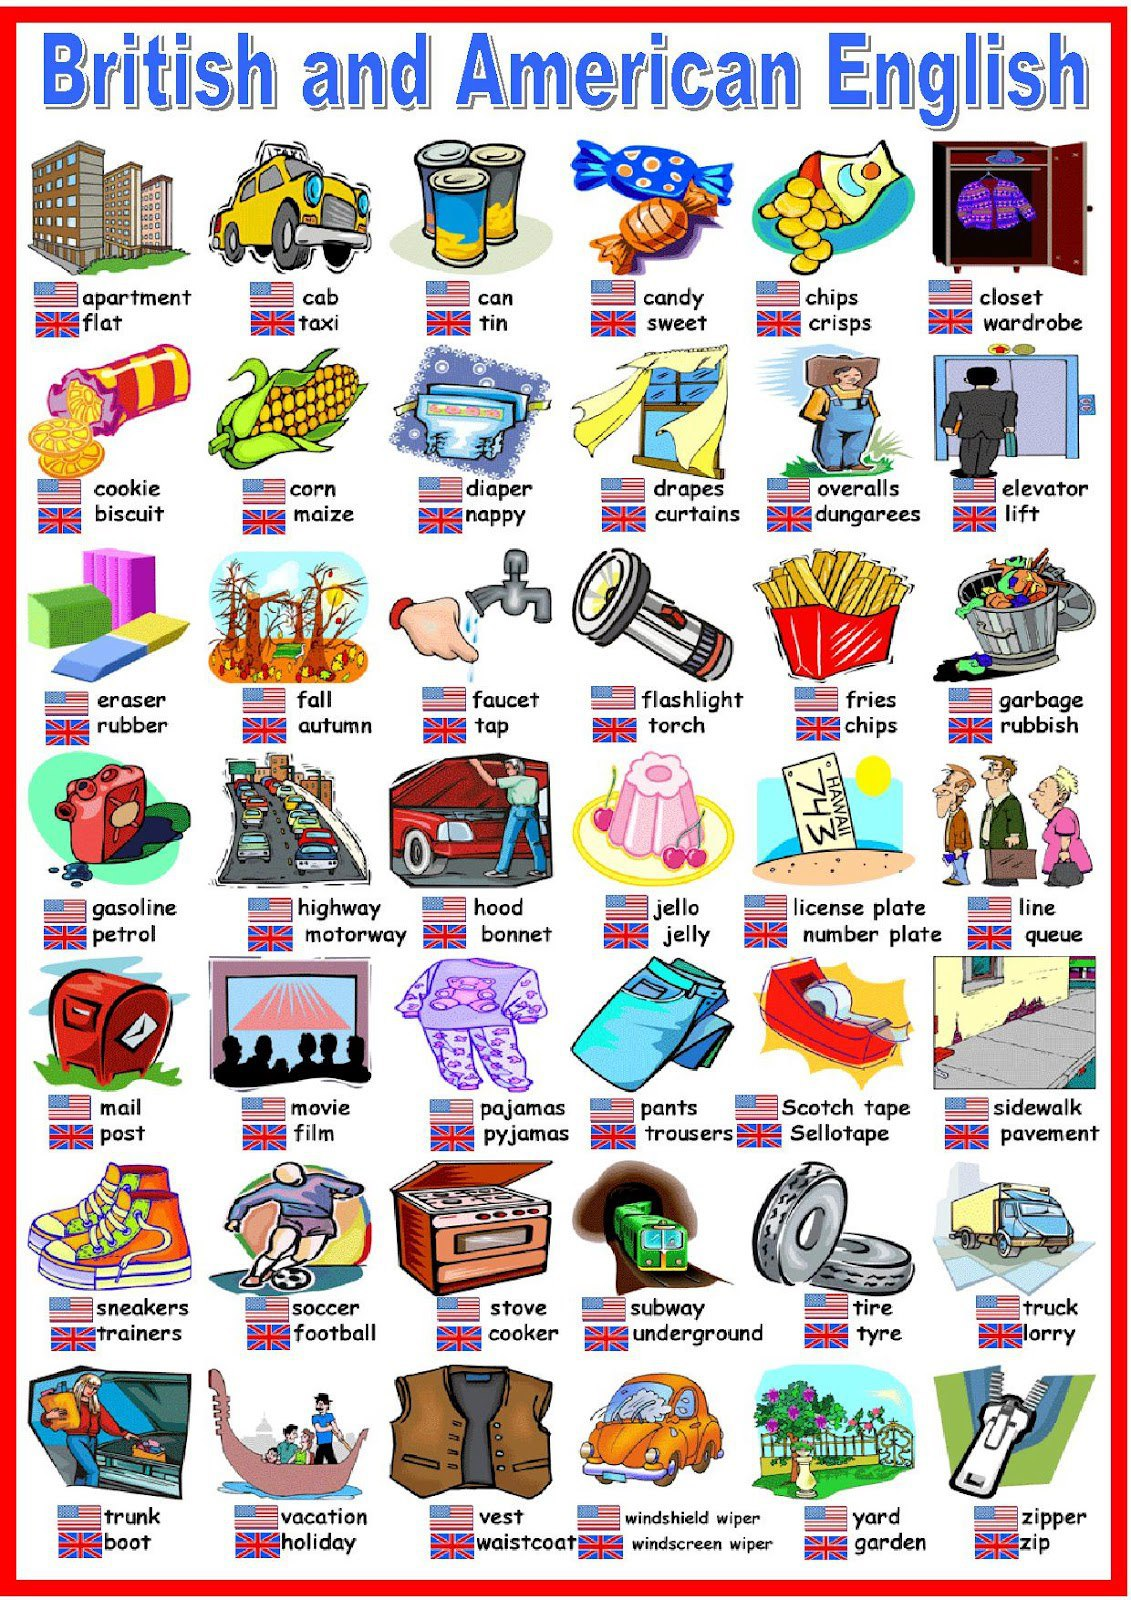 British and American English
TAXI
apartment
flat
cab
taxi
can
tin
candy
sweet
chips
crisps
closet
wardrobe
cookie
biscuit
corn
maize
diaper
nappy
drapes
curtains
overalls
dungarees
elevator
lift
eraser
rubber
fall
autumn
faucet
tap
flashlight
torch
fries
chips
garbage
rubbish
HAWAII
743
gasoline
petrol
highway
motorway
hood
bonnet
jello
jelly
license plate
number plate
line
queue
mail
post
movie
film
pajamas
pyjamas
pants
trousers
Scotch tape
Sellotape
sidewalk
pavement
sneakers
trainers
soccer
football
stove
cooker
subway
underground
tire
tyre
truck
lorry
trunk
boot
vacation
holiday
vest
waistcoat
windshield wiper
windscreen wiper
yard
garden
zipper
zip